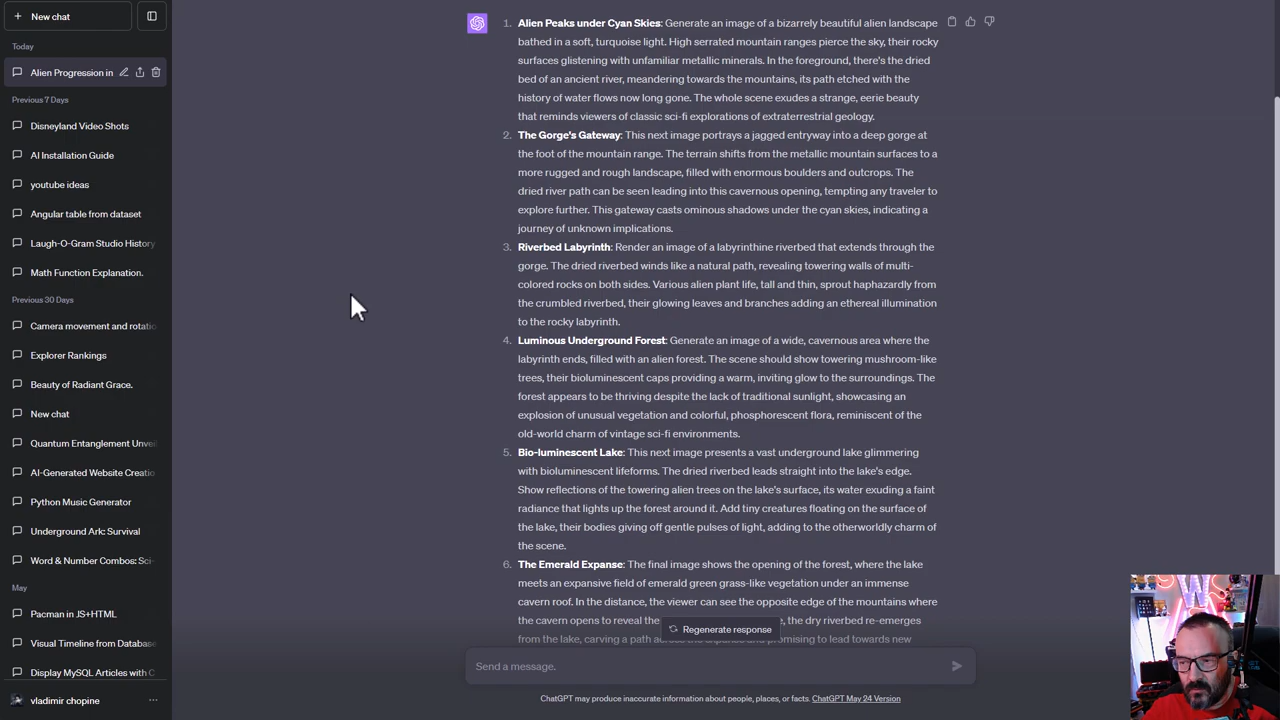 New chat
Today
Alien Progression in
Previous 7 Days
Disneyland Video Shots
AI Installation Guide
youtube ideas
Angular table from dataset
Laugh-O-Gram Studio History
Math Function Explanation.
Previous 30 Days
Camera movement and rotatio
Explorer Rankings
Beauty of Radiant Grace.
New chat
Quantum Entanglement Unvei
AI-Generated Website Creatio
Python Music Generator
Underground Arc Survival
Word & Number Combos: Sci-
May
Pacman in JS+HTML
Visual Timeline from Database
Display MySQL Articles with C
vladimir chopine
1. Alien Peaks under Cyan Skies: Generate an image of a bizarrely beautiful alien landscape
bathed in a soft, turquoise light. High serrated mountain ranges pierce the sky, their rocky
surfaces glistening with unfamiliar metallic minerals. In the foreground, there's the dried
bed of an ancient river, meandering towards the mountains, its path etched with the
history of water flows now long gone. The whole scene exudes a strange, eerie beauty
that reminds viewers of classic sci-fi explorations of extraterrestrial geology.
2. The Gorge's Gateway: This next image portrays a jagged entryway into a deep gorge at
the foot of the mountain range. The terrain shifts from the metallic mountain surfaces to a
more rugged and rough landscape, filled with enormous boulders and outcrops. The
dried river path can be seen leading into this cavernous opening, tempting any traveler to
explore further. This gateway casts ominous shadows under the cyan skies, indicating a
journey of unknown implications.
3. Riverbed Labyrinth: Render an image of a labyrinthine riverbed that extends through the
gorge. The dried riverbed winds like a natural path, revealing towering walls of multi-
colored rocks on both sides. Various alien plant life, tall and thin, sprout haphazardly from
the crumbled riverbed, their glowing leaves and branches adding an ethereal illumination
to the rocky labyrinth.
4. Luminous Underground Forest: Generate an image of a wide, cavernous area where the
labyrinth ends, filled with an alien forest. The scene should show towering mushroom-like
trees, their bioluminescent caps providing a warm, inviting glow to the surroundings. The
forest appears to be thriving despite the lack of traditional sunlight, showcasing an
explosion of unusual vegetation and colorful, phosphorescent flora, reminiscent of the
old-world charm of vintage sci-fi environments.
5. Bio-luminescent Lake: This next image presents a vast underground lake glimmering
with bioluminescent lifeforms. The dried riverbed leads straight into the lake's edge.
Show reflections of the towering alien trees on the lake's surface, its water exuding a faint
radiance that lights up the forest around it. Add tiny creatures floating on the surface of
the lake, their bodies giving off gentle pulses of light, adding to the otherworldly charm of
the scene.
6. The Emerald Expanse: The final image shows the opening of the forest, where the lake
meets an expansive field of emerald green grass-like vegetation under an immense
cavern roof. In the distance, the viewer can see the opposite edge of the mountains where
the cavern opens to reveal the
, the dry riverbed re-emerges
from the lake, carving a path
promising to lead towards new
Regenerate response
Send a message.
ChatGPT may produce inaccurate information about people, places, or facts. ChatGPT May 24 Version